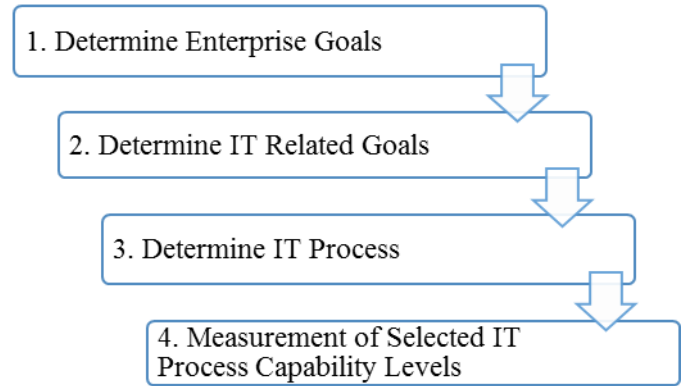 1. Determine Enterprise Goals
2. Determine IT Related Goals
3. Determine IT Process
4. Measurement of Selected IT
Process Capability Levels